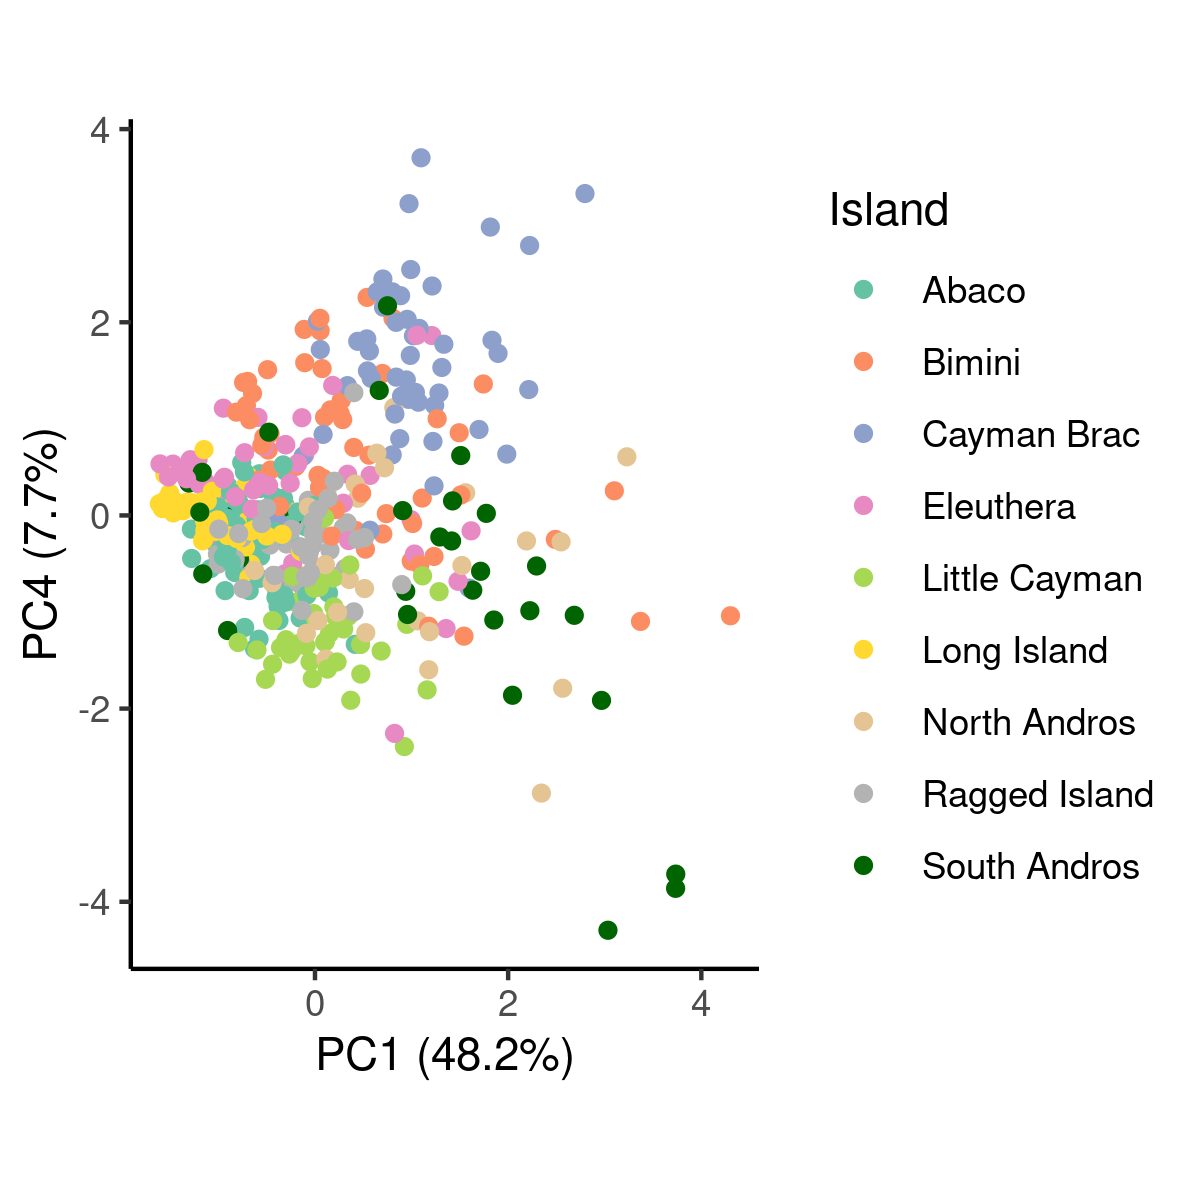 4
2
0
-2
-4
PC4 (7.7%)
0
2
4
PC1 (48.2%)
Island
Abaco
Bimini
Cayman Brac
Eleuthera
Little Cayman
Long Island
North Andros
Ragged Island
South Andros